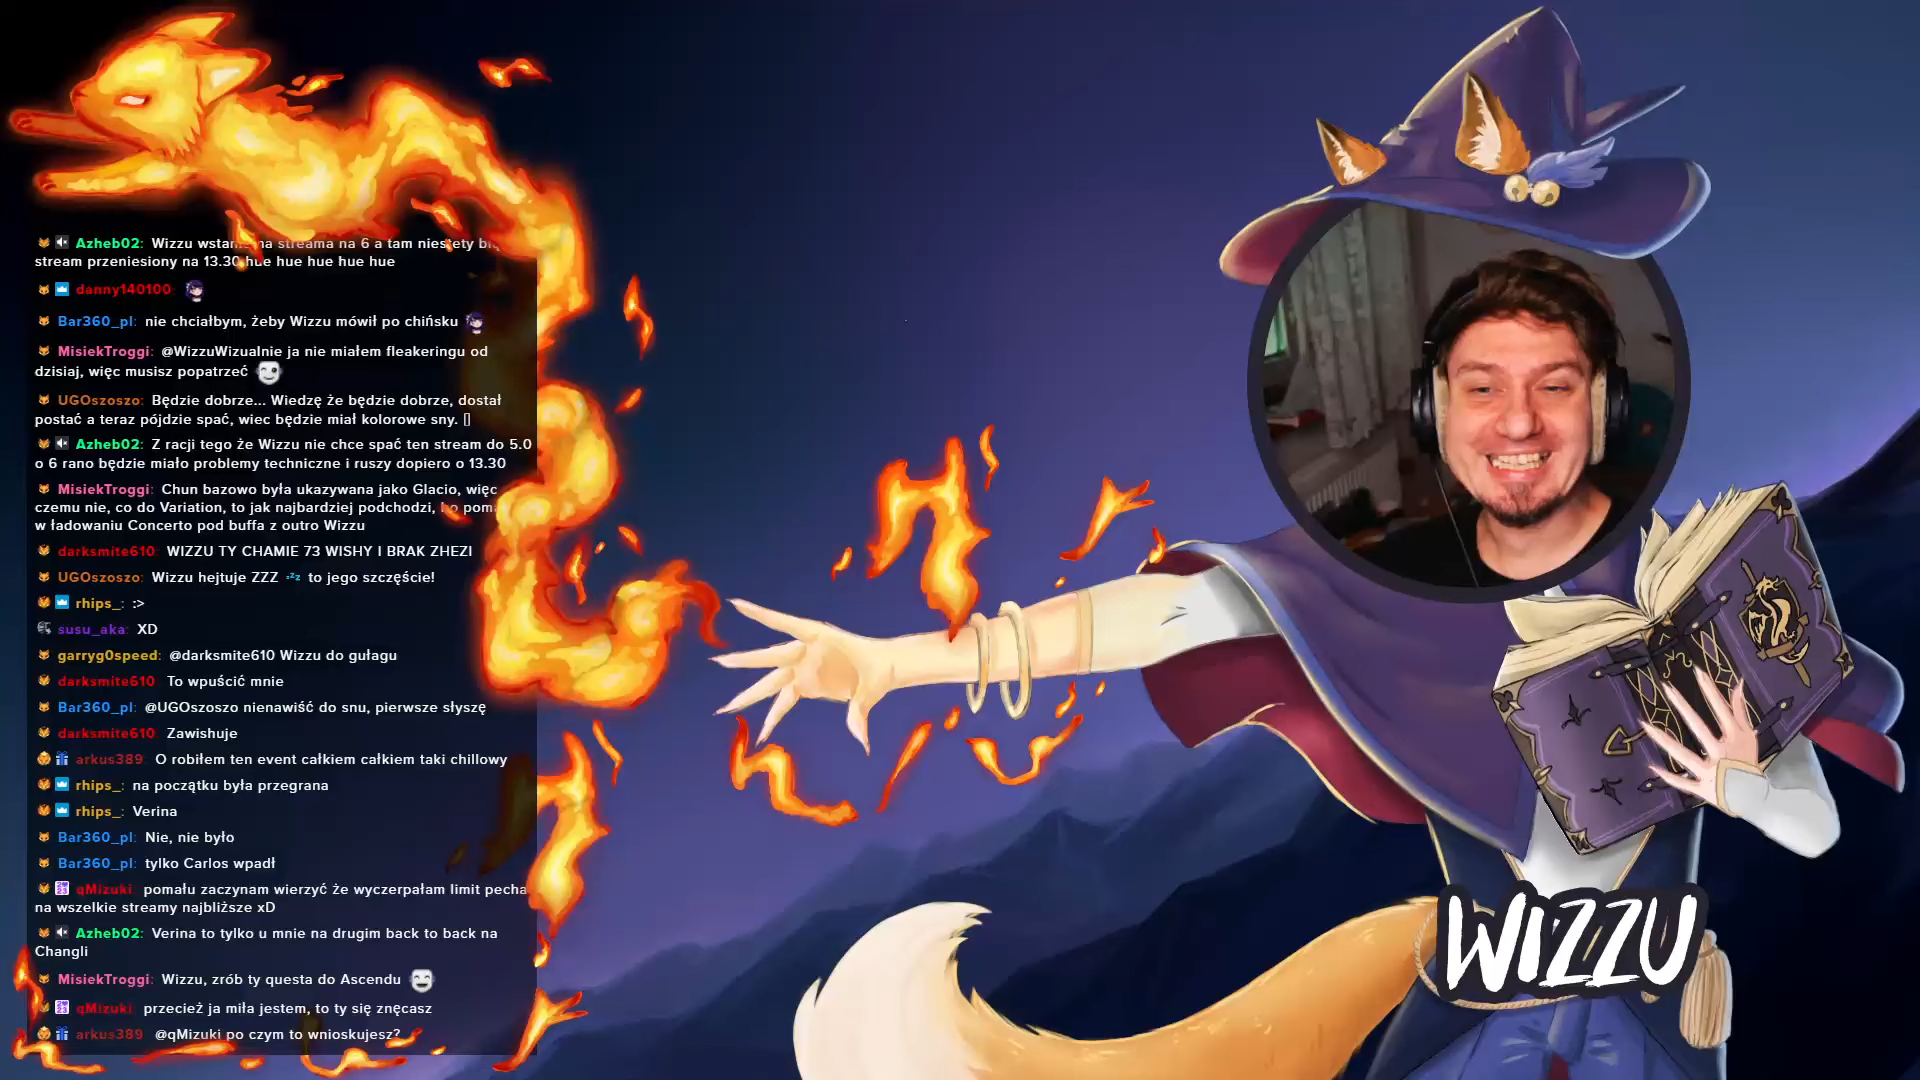 Azheb02: Wizzu wstanie na streama na 6 a tam niestety
stream przeniesiony na 13.30 hue hue hue hue hue
danny140100:
Bar360_pl: nie chciałbym, żeby Wizzu mówił po chińsku
MisiekTroggi: @WizzuWizualnie ja nie miałem fleakeringu od
dzisiaj, więc musisz popatrzeć
UGOszoszo: Będzie dobrze... Wiedzę że będzie dobrze, dostał
postać a teraz pójdzie spać, wiec będzie miał kolorowe sny. []
Azheb02: Z racji tego że Wizzu nie chce spać ten stream do 5.0
o 6 rano będzie miało problemy techniczne i ruszy dopiero o 13.30
MisiekTroggi: Chun bazowo była ukazywana jako Glacio, więc
czemu nie, co do Variation, to jak najbardziej podchodzi,
w ładowaniu Concerto pod buffa z outro Wizzu
darksmite610: WIZZU TY CHAMIE 73 WISHY I BRAK ZHEZI
UGOszoszo: Wizzu hejtuje ZZZ to jego szczęście!
rhips_: :>
susu_aka: XD
garryg0speed: @darksmite610 Wizzu do gułagu
darksmite610: To wpuścić mnie
Bar360_pl: @UGOszoszo nienawiść do snu, pierwsze słyszę
darksmite610: Zawishuje
arkus389: O robiłem ten event całkiem całkiem taki chillowy
rhips_: na początku była przegrana
rhips_: Verina
Bar360_pl: Nie, nie było
Bar360_pl: tylko Carlos wpadł
qMizuki: pomału zaczynam wierzyć że wyczerpałam limit pecha
na wszelkie streamy najbliższe xD
Azheb02: Verina to tylko u mnie na drugim back to back na
Changli
MisiekTroggi: Wizzu, zrób ty questa do Ascendu
qMizuki: przecież ja miła jestem, to ty się znęcasz
arkus389: @qMizuki po czym to wnioskujesz?
WIZZU